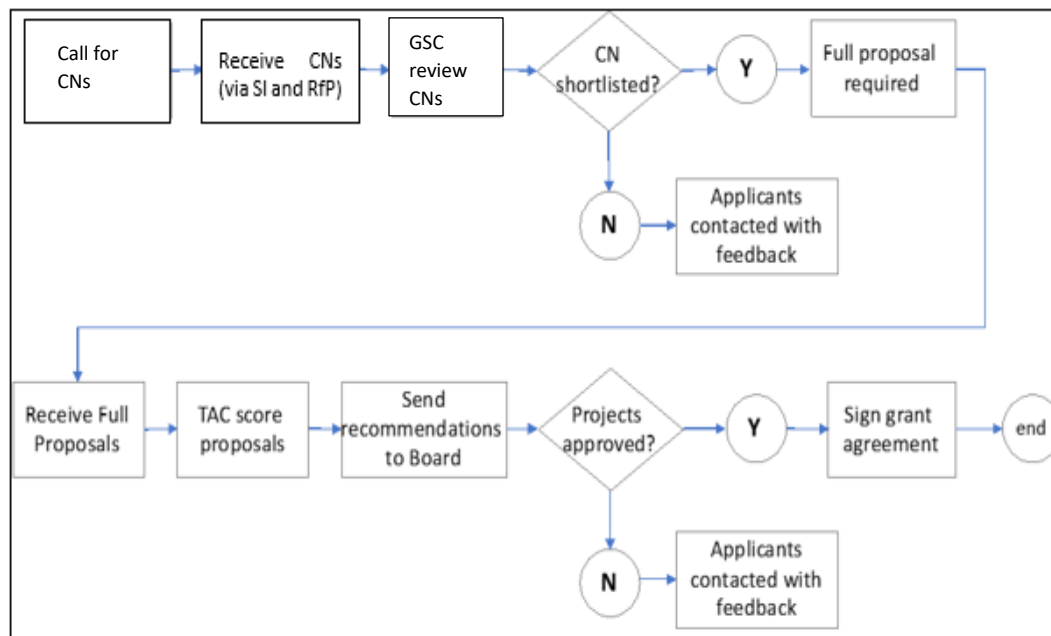 Call for
CNs
Receive CNs
(via SI and RfP)
GSC
review
CNs
CN
shortlisted?
Y
Full proposal
required
N
Applicants
contacted with
feedback
Receive Full
Proposals
TAC score
proposals
Send
recommendations
to Board
Projects
approved?
Y
Sign grant
agreement
end
N
Applicants
contacted with
feedback